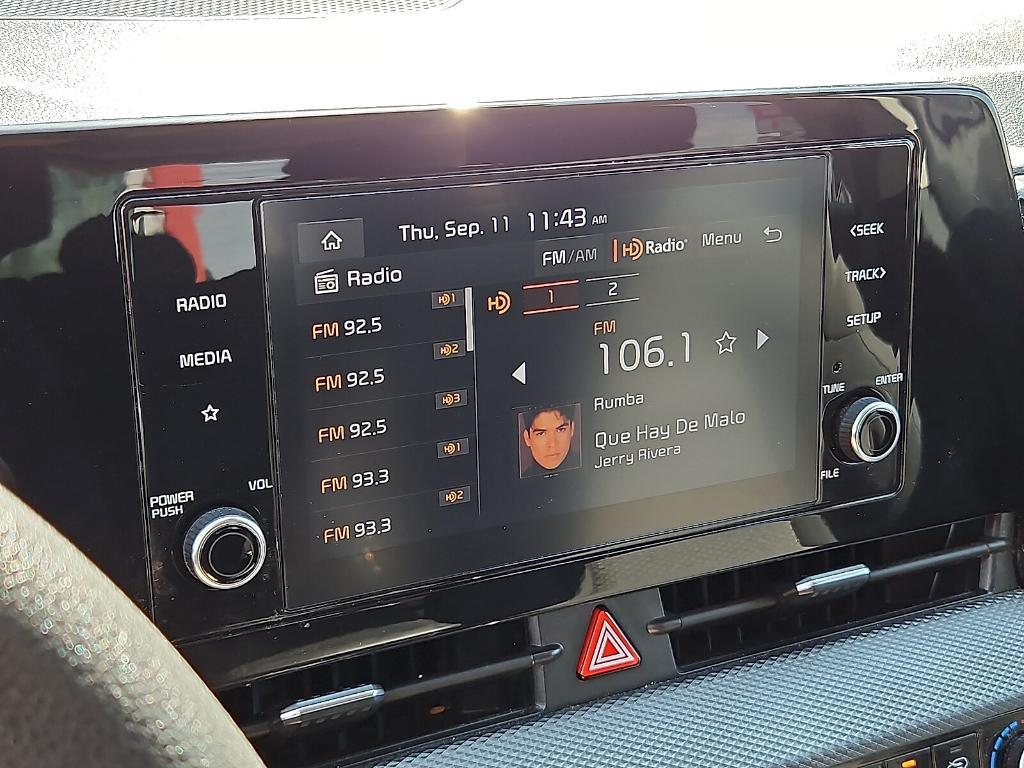 Thu, Sep. 11 11:43 AM
FM/AM HD Radio® Menu
Radio
HD 1 2
FM 92.5 HD1
FM 92.5 HD2
FM 92.5 HD3
FM 93.3 HD1
FM 93.3 HD2
FM
106.1
Rumba
Que Hay De Malo
Jerry Rivera
RADIO
MEDIA
POWER
PUSH
VOL
<SEEK
TRACK>
SETUP
TUNE
ENTER
FILE